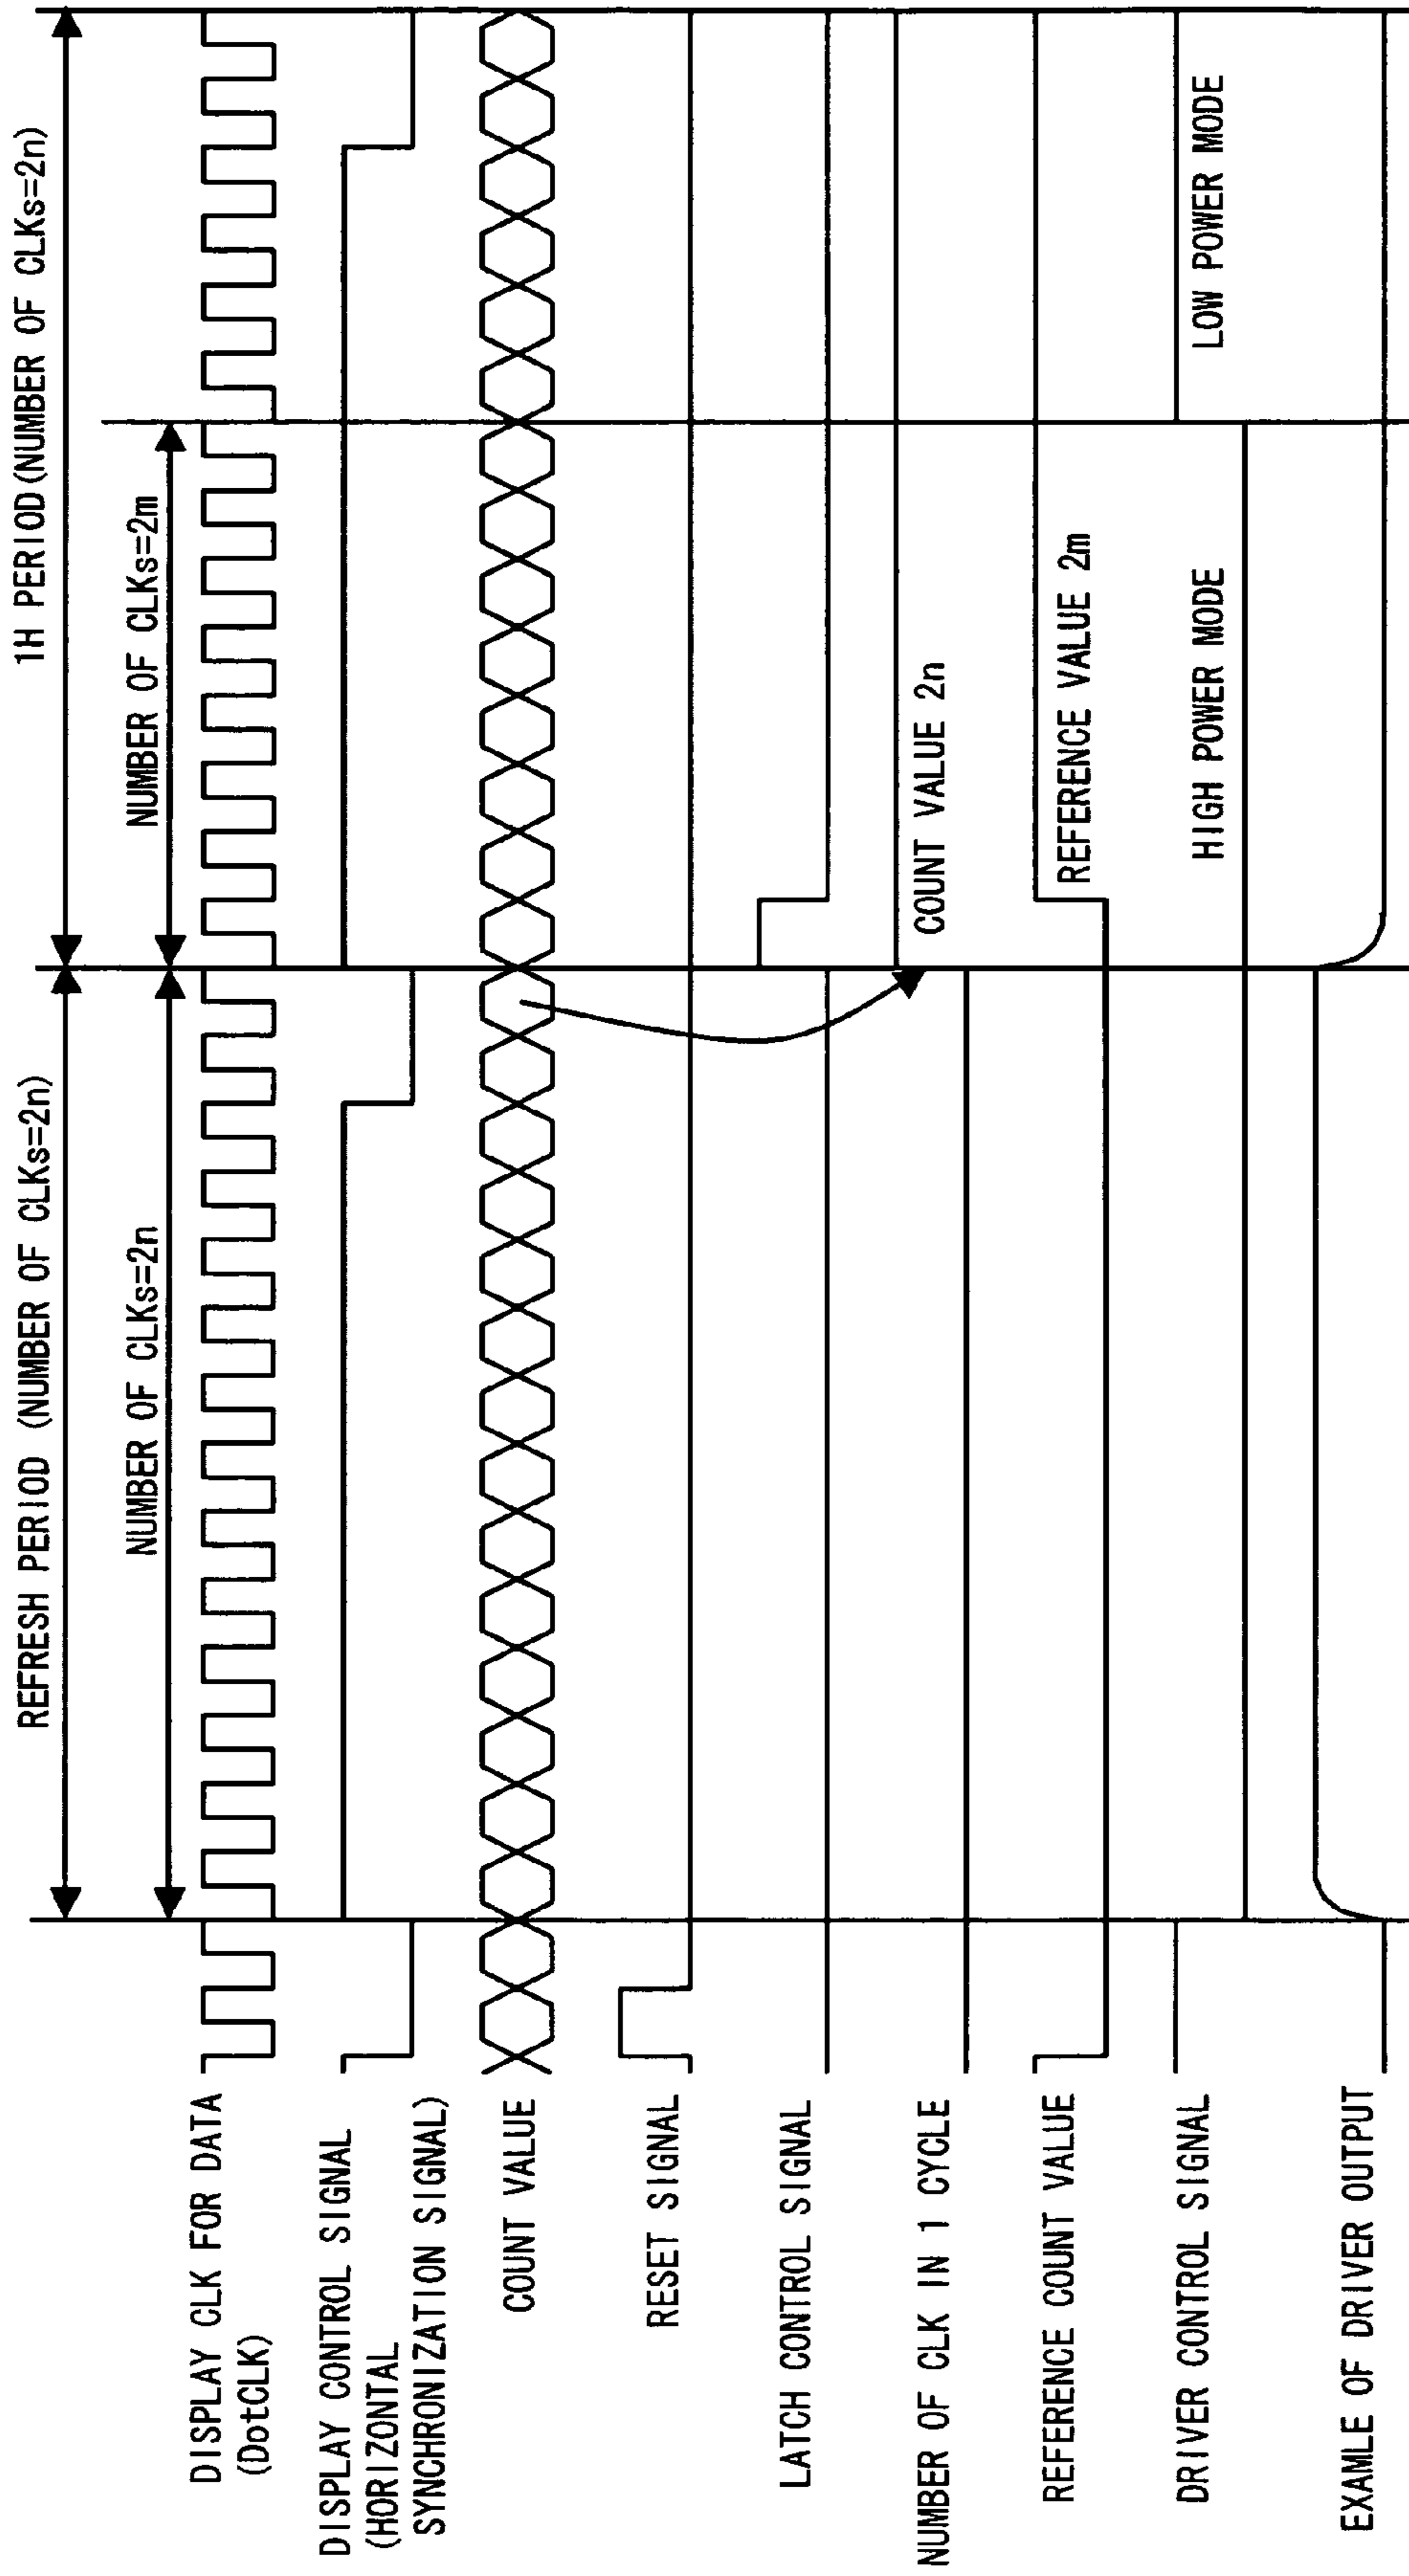 REFRESH PERIOD (NUMBER OF CLKs=2n)
1H PERIOD(NUMBER OF CLKs=2n)
NUMBER OF CLKs=2n
NUMBER OF CLKs=2m
DISPLAY CLK FOR DATA
(DotCLK)
DISPLAY CONTROL SIGNAL
(HORIZONTAL
SYNCHRONIZATION SIGNAL)
COUNT VALUE
RESET SIGNAL
LATCH CONTROL SIGNAL
NUMBER OF CLK IN 1 CYCLE
COUNT VALUE 2n
REFERENCE COUNT VALUE
REFERENCE VALUE 2m
DRIVER CONTROL SIGNAL
HIGH POWER MODE
LOW POWER MODE
EXAMLE OF DRIVER OUTPUT